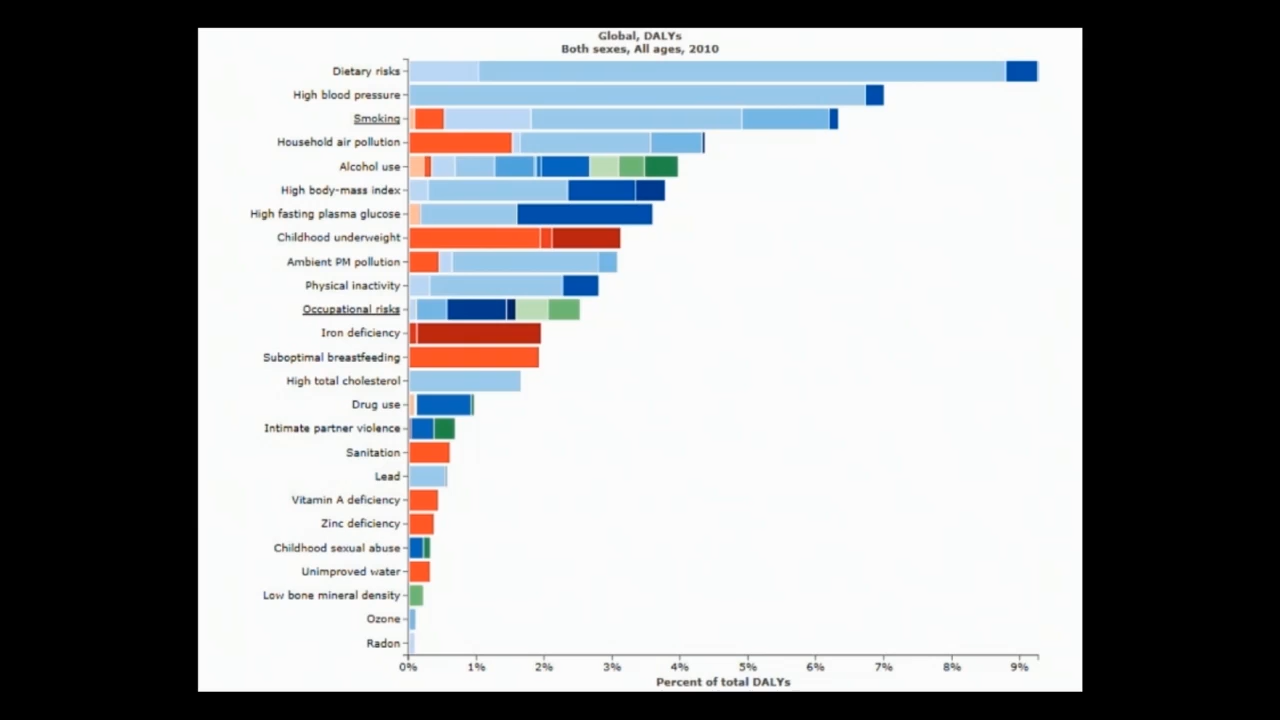 Global, DALYs
Both sexes, All ages, 2010
Dietary risks
High blood pressure
Smoking
Household air pollution
Alcohol use
High body-mass index
High fasting plasma glucose
Childhood underweight
Ambient PM pollution
Physical inactivity
Occupational risks
Iron deficiency
Suboptimal breastfeeding
High total cholesterol
Drug use
Intimate partner violence
Sanitation
Lead
Vitamin A deficiency
Zinc deficiency
Childhood sexual abuse
Unimproved water
Low bone mineral density
Ozone
Radon
0% 1% 2% 3% 4% 5% 6% 7% 8% 9%
Percent of total DALYs